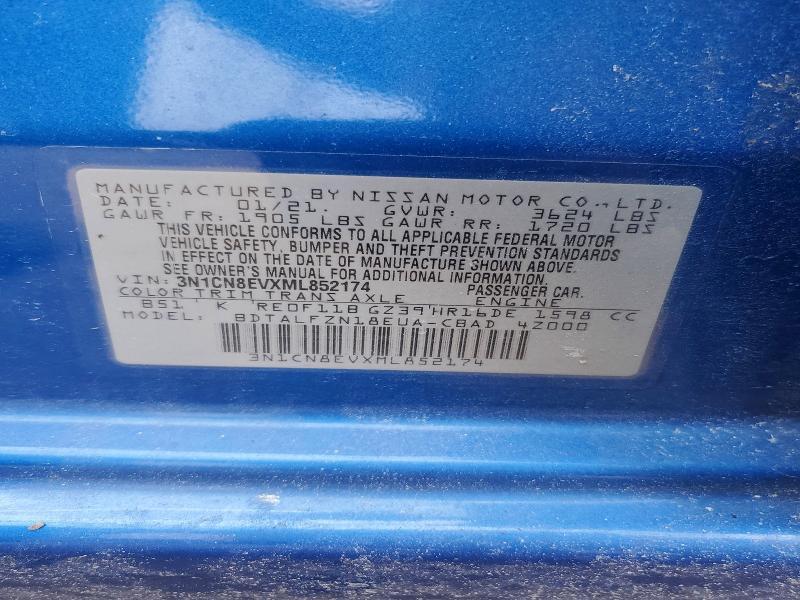 MANUFACTURED BY NISSAN MOTOR CO., LTD.
DATE: 01/21. GVWR: 3624 LBS
GAWR FR: 1905 LBS GAWR RR: 1720 LBS
THIS VEHICLE CONFORMS TO ALL APPLICABLE FEDERAL MOTOR
VEHICLE SAFETY, BUMPER AND THEFT PREVENTION STANDARDS
IN EFFECT ON THE DATE OF MANUFACTURE SHOWN ABOVE.
SEE OWNER'S MANUAL FOR ADDITIONAL INFORMATION.
VIN: 3N1CN8EVXML852174 PASSENGER CAR.
COLOR TRIM TRANS AXLE ENGINE
B51 K RE0F11B GZ39 HR16DE 1598 CC
MODEL: BDTALFZN18EUA-CBAD 4Z000
3N1CN8EVXML852174